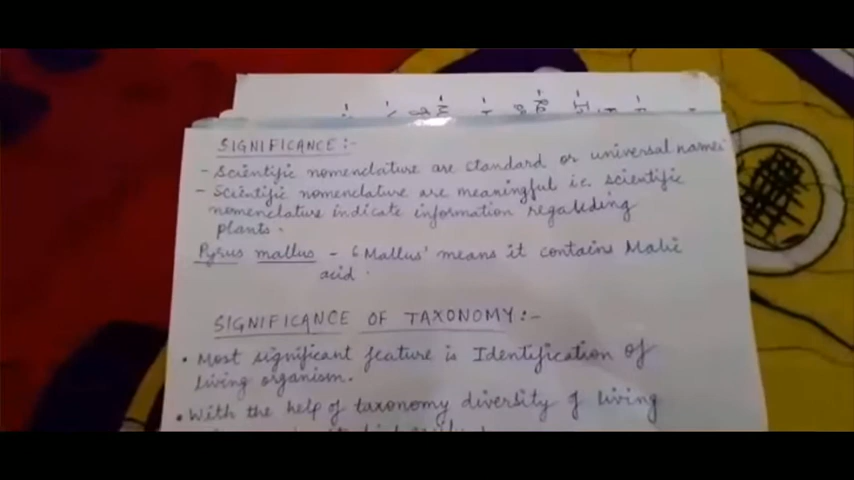 SIGNIFICANCE :-
- Scientific nomenclature are standard or universal names
- Scientific nomenclature are meaningful i.e. scientific
nomenclature indicate information regarding
plants.
Pyrus mallus - 'Mallus' means it contains Malic
acid.
SIGNIFICANCE OF TAXONOMY :-
• Most significant feature is Identification of
living organism.
• With the help of taxonomy diversity of living